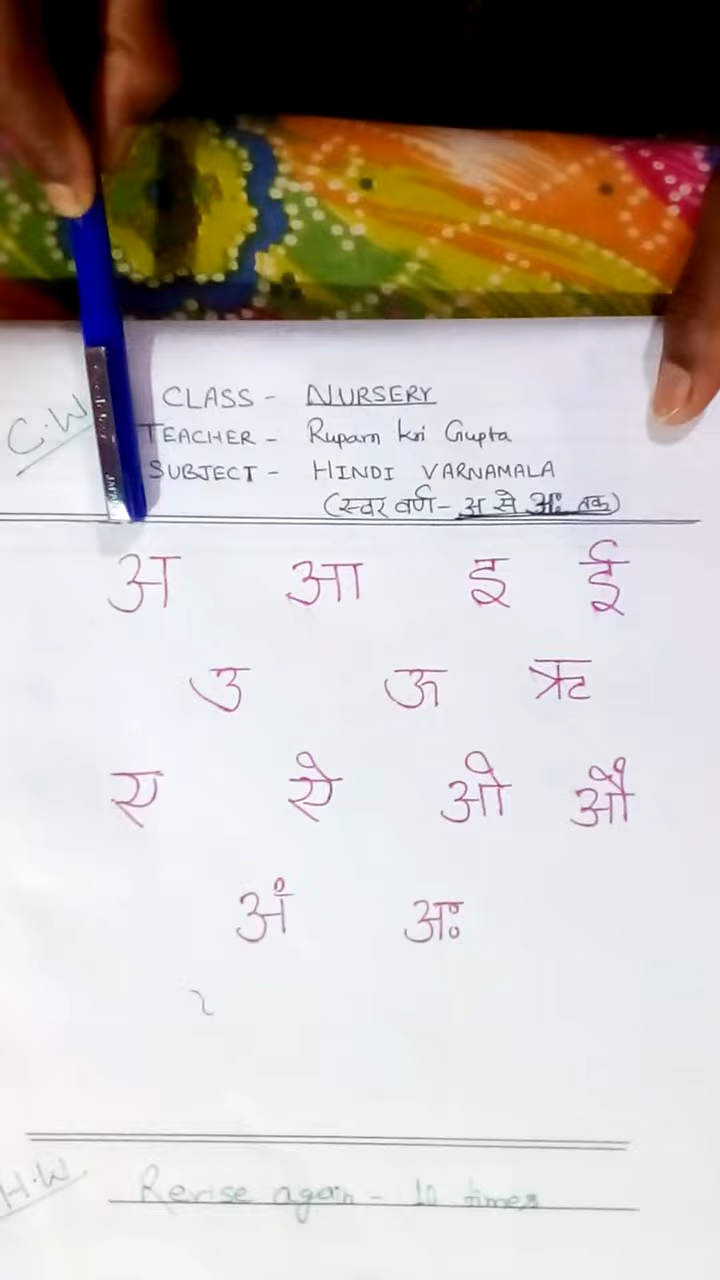 C.W
CLASS - NURSERY
TEACHER - Rupam Kri Gupta
SUBJECT - HINDI VARNAMALA
(स्वर वर्ण- अ से अः तक)
अ आ इ ई
उ ऊ ऋ
ए ऐ ओ औ
अं अः
H.W
Revise again - 10 times